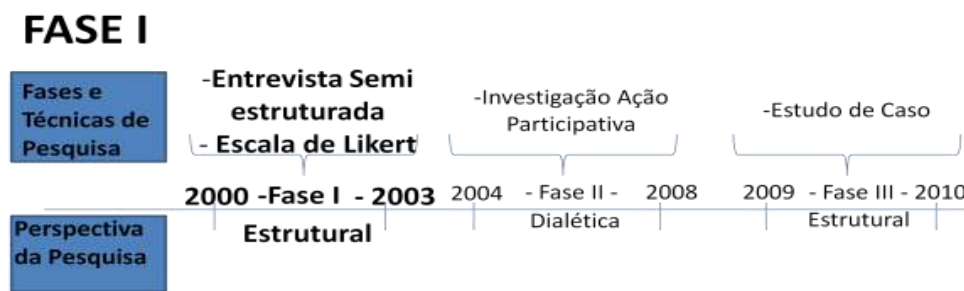 FASE I
Fases e
Técnicas de
Pesquisa
-Entrevista Semi
estruturada
- Escala de Likert
-Investigação Ação
Participativa
-Estudo de Caso
2000 -Fase I - 2003
Estrutural
2004 - Fase II - 2008
Dialética
2009 - Fase III - 2010
Estrutural
Perspectiva
da Pesquisa